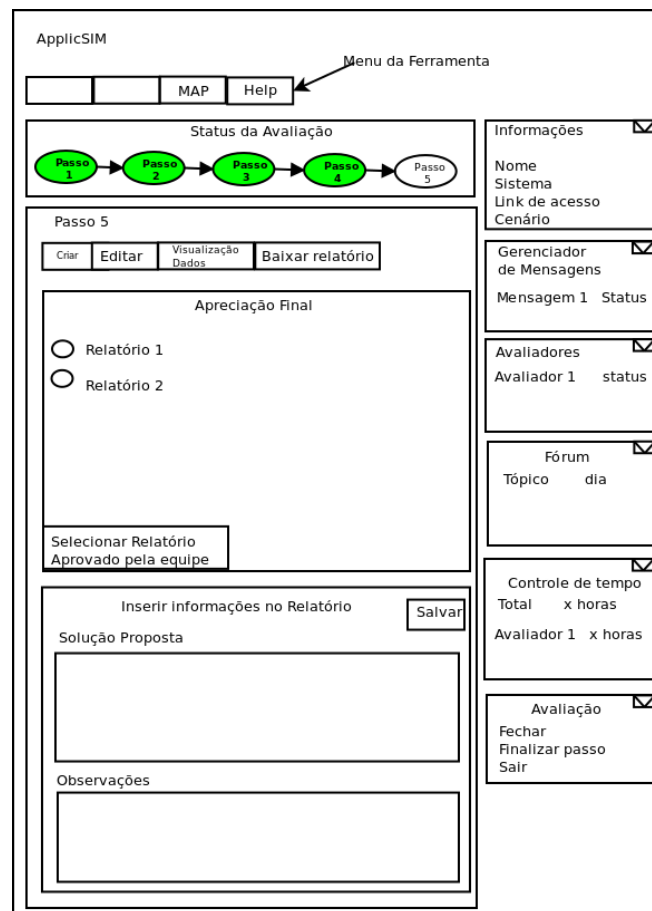 ApplicSIM
Menu da Ferramenta
MAP
Help
Status da Avaliação
Passo
1
Passo
2
Passo
3
Passo
4
Passo
5
Passo 5
Criar
Editar
Visualização
Dados
Baixar relatório
Apreciação Final
Relatório 1
Relatório 2
Selecionar Relatório
Aprovado pela equipe
Inserir informações no Relatório
Salvar
Solução Proposta
Observações
Informações
Nome
Sistema
Link de acesso
Cenário
Gerenciador
de Mensagens
Mensagem 1 Status
Avaliadores
Avaliador 1 status
Fórum
Tópico dia
Controle de tempo
Total x horas
Avaliador 1 x horas
Avaliação
Fechar
Finalizar passo
Sair